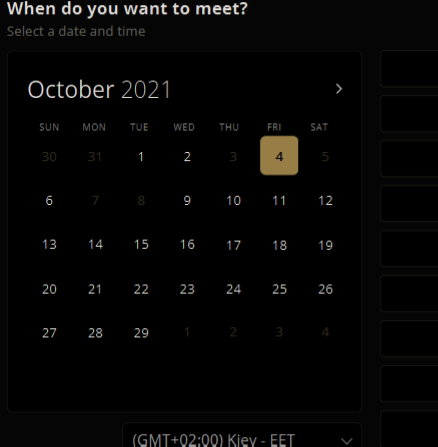 When do you want to meet?
Select a date and time
October 2021
SUN MON TUE WED THU FRI SAT
30 31 1 2 3 4 5
6 7 8 9 10 11 12
13 14 15 16 17 18 19
20 21 22 23 24 25 26
27 28 29 1 2 3 4
(GMT+02:00) Kiev - EET